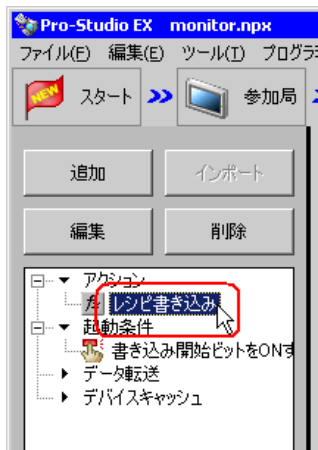 Pro-Studio EX monitor.npx
ファイル(F) 編集(E) ツール(T) プログラ
NEW スタート 参加局
追加 インポート
編集 削除
アクション
fx レシピ書き込み
起動条件
書き込み開始ビットをONす
データ転送
デバイスキャッシュ